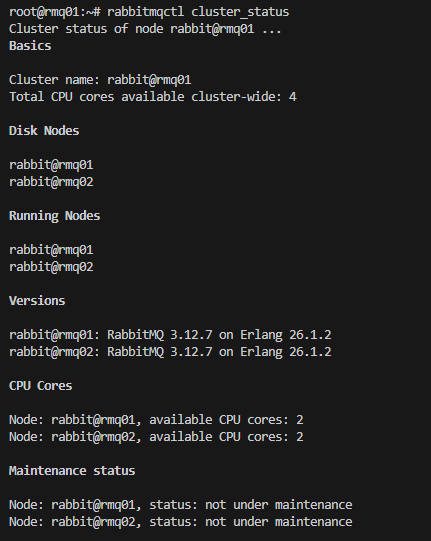 root@rmq01:~# rabbitmqctl cluster_status
Cluster status of node rabbit@rmq01 ...
Basics
Cluster name: rabbit@rmq01
Total CPU cores available cluster-wide: 4
Disk Nodes
rabbit@rmq01
rabbit@rmq02
Running Nodes
rabbit@rmq01
rabbit@rmq02
Versions
rabbit@rmq01: RabbitMQ 3.12.7 on Erlang 26.1.2
rabbit@rmq02: RabbitMQ 3.12.7 on Erlang 26.1.2
CPU Cores
Node: rabbit@rmq01, available CPU cores: 2
Node: rabbit@rmq02, available CPU cores: 2
Maintenance status
Node: rabbit@rmq01, status: not under maintenance
Node: rabbit@rmq02, status: not under maintenance